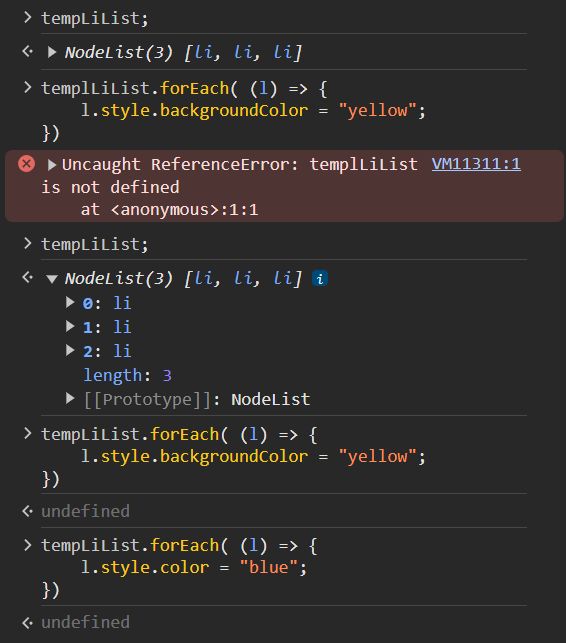 tempLiList;
NodeList(3) [li, li, li]
templLiList.forEach( (l) => {
    l.style.backgroundColor = "yellow";
})
Uncaught ReferenceError: templLiList VM11311:1
is not defined
    at <anonymous>:1:1
tempLiList;
NodeList(3) [li, li, li] i
0: li
1: li
2: li
length: 3
[[Prototype]]: NodeList
tempLiList.forEach( (l) => {
    l.style.backgroundColor = "yellow";
})
undefined
tempLiList.forEach( (l) => {
    l.style.color = "blue";
})
undefined